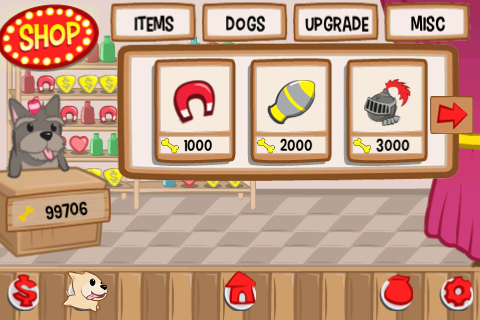 SHOP
ITEMS
DOGS
UPGRADE
MISC
1000
2000
3000
99706
$